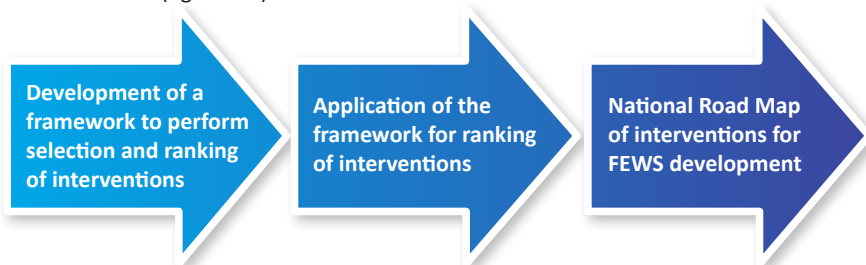 Development of a
framework to perform
selection and ranking
of interventions
Application of the
framework for ranking
of interventions
National Road Map
of interventions for
FEWS development